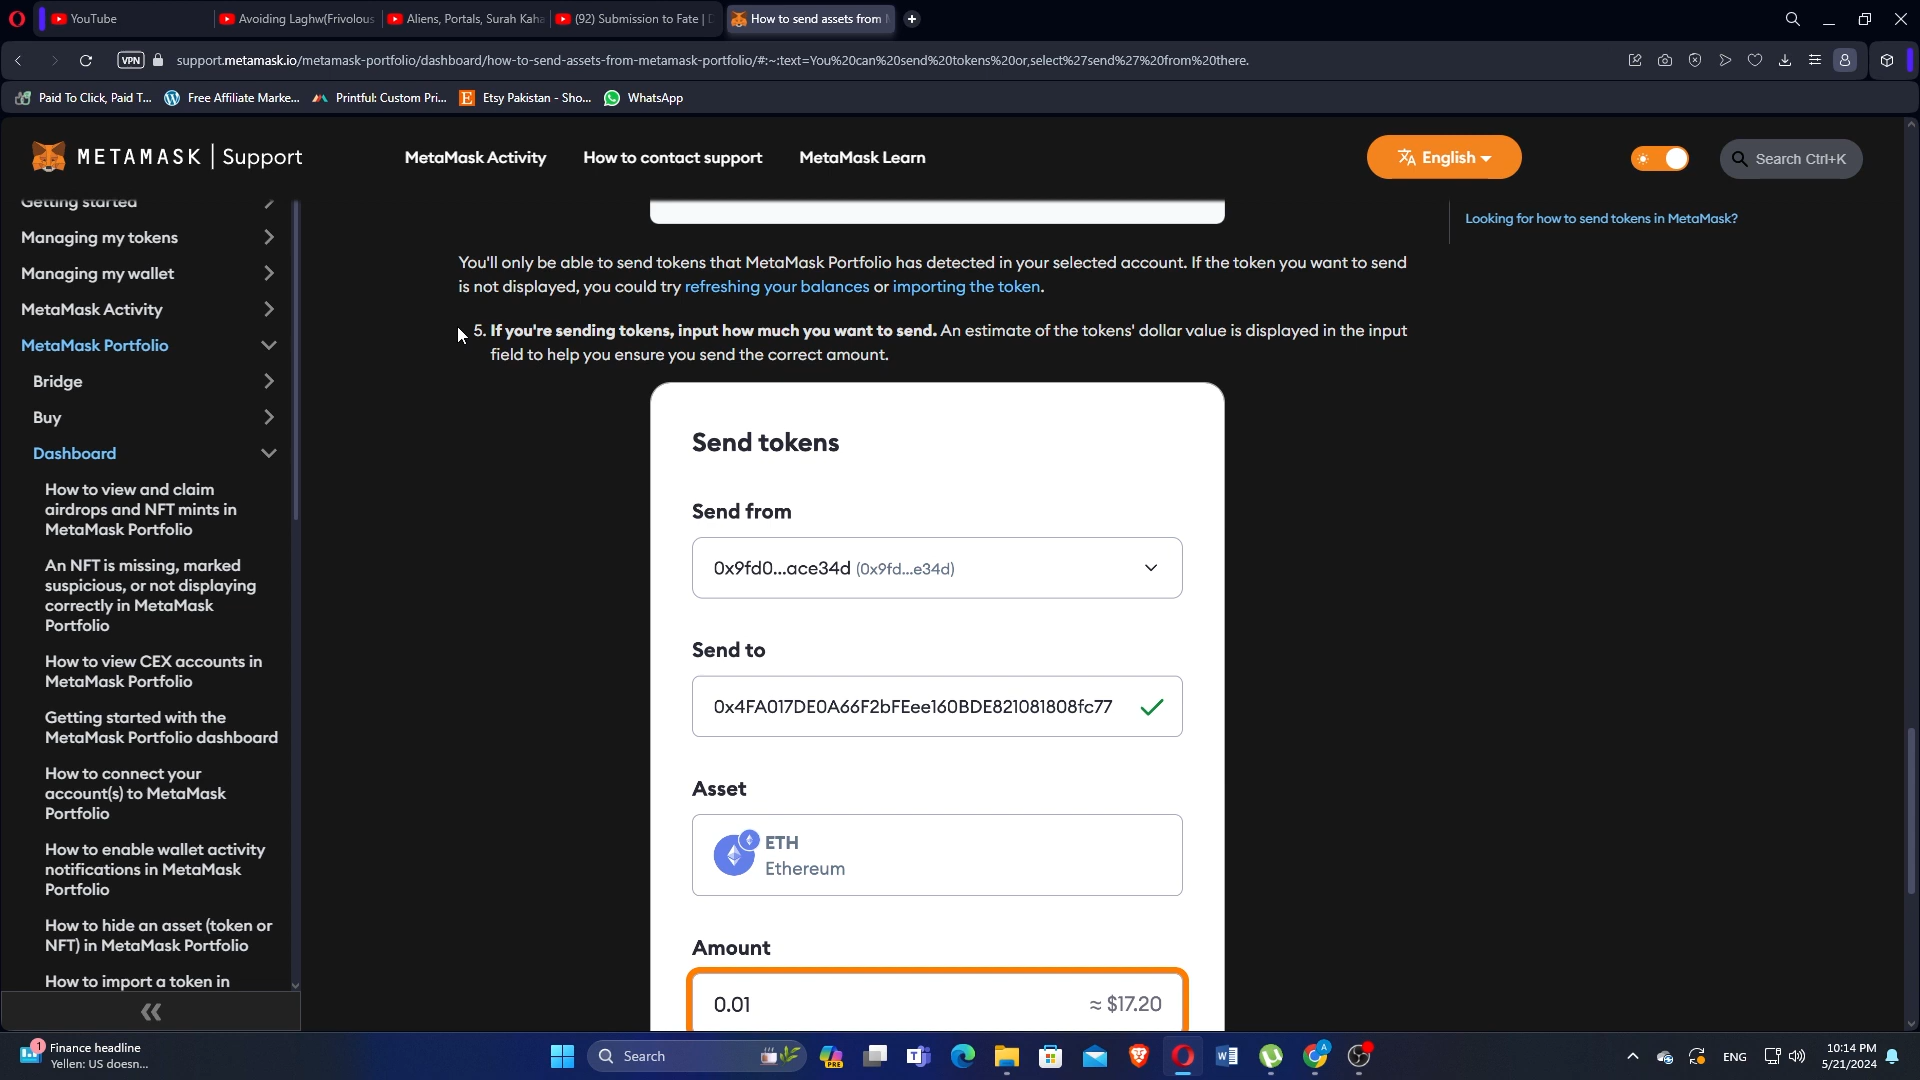 YouTube
Avoiding Laghw(Frivolous
Aliens, Portals, Surah Kaha
(92) Submission to Fate | D
How to send assets from M
VPN
support.metamask.io/metamask-portfolio/dashboard/how-to-send-assets-from-metamask-portfolio/#:~:text=You%20can%20send%20tokens%20or,select%27send%27%20from%20there.
Paid To Click, Paid T...
Free Affiliate Marke...
Printful: Custom Pri...
Etsy Pakistan - Sho...
WhatsApp
METAMASK | Support
MetaMask Activity
How to contact support
MetaMask Learn
English
Search Ctrl+K
Getting started
Managing my tokens
Managing my wallet
MetaMask Activity
MetaMask Portfolio
Bridge
Buy
Dashboard
How to view and claim
airdrops and NFT mints in
MetaMask Portfolio
An NFT is missing, marked
suspicious, or not displaying
correctly in MetaMask
Portfolio
How to view CEX accounts in
MetaMask Portfolio
Getting started with the
MetaMask Portfolio dashboard
How to connect your
account(s) to MetaMask
Portfolio
How to enable wallet activity
notifications in MetaMask
Portfolio
How to hide an asset (token or
NFT) in MetaMask Portfolio
How to import a token in
Looking for how to send tokens in MetaMask?
You'll only be able to send tokens that MetaMask Portfolio has detected in your selected account. If the token you want to send
is not displayed, you could try refreshing your balances or importing the token.
5. If you're sending tokens, input how much you want to send. An estimate of the tokens' dollar value is displayed in the input
field to help you ensure you send the correct amount.
Send tokens
Send from
0x9fd0...ace34d (0x9fd...e34d)
Send to
0x4FA017DE0A66F2bFEee160BDE821081808fc77
Asset
ETH
Ethereum
Amount
0.01
≈ $17.20
1
Finance headline
Yellen: US doesn...
Search
PRE
A
ENG
10:14 PM
5/21/2024